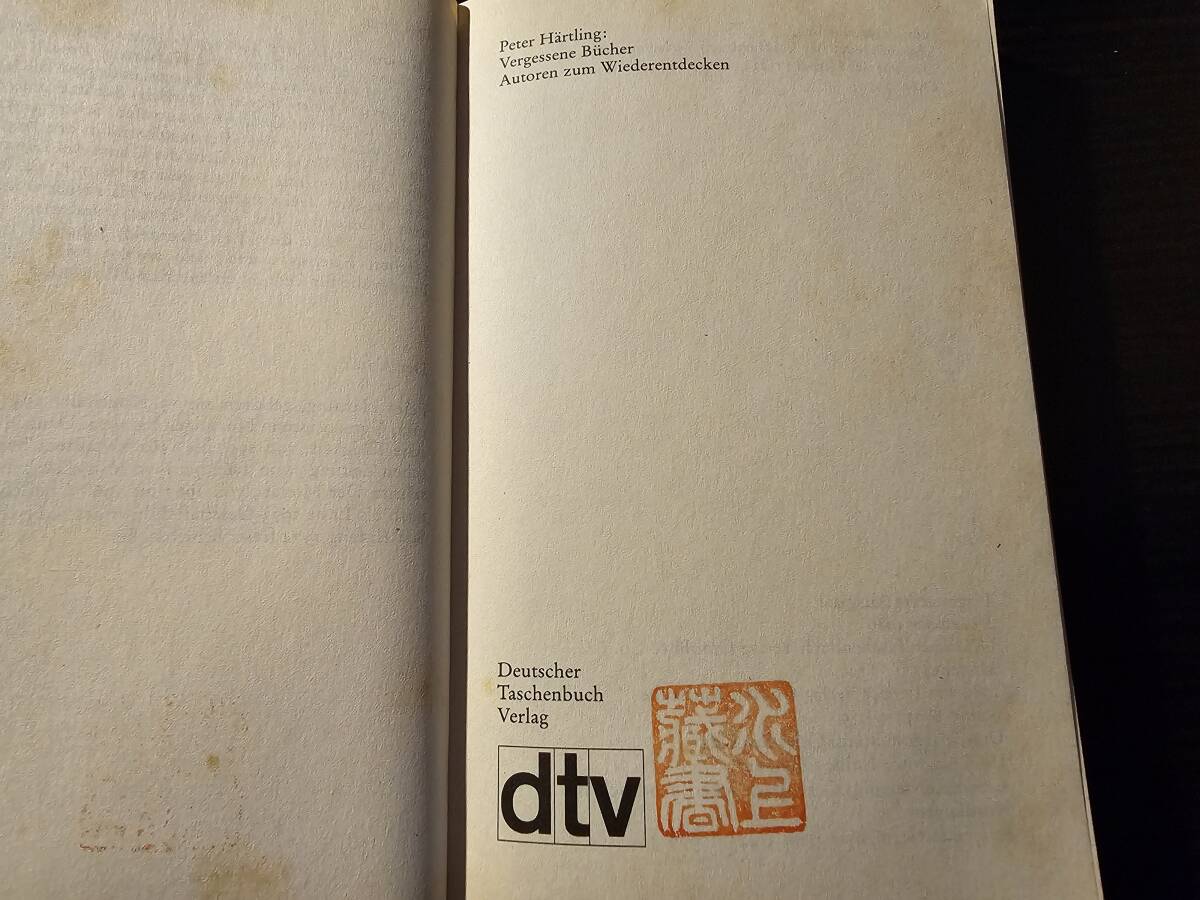 Peter Härtling:
Vergessene Bücher
Autoren zum Wiederentdecken
Deutscher
Taschenbuch
Verlag
dtv
藏書